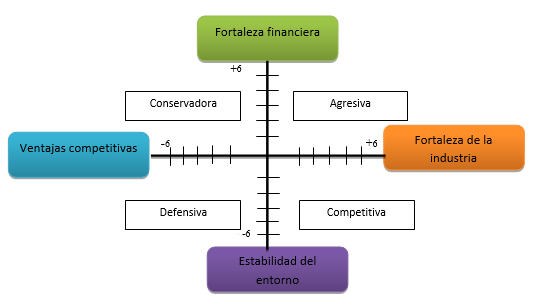 Fortaleza financiera
+6
Conservadora
Agresiva
Ventajas competitivas
-6
+6
Fortaleza de la
industria
Defensiva
Competitiva
-6
Estabilidad del
entorno